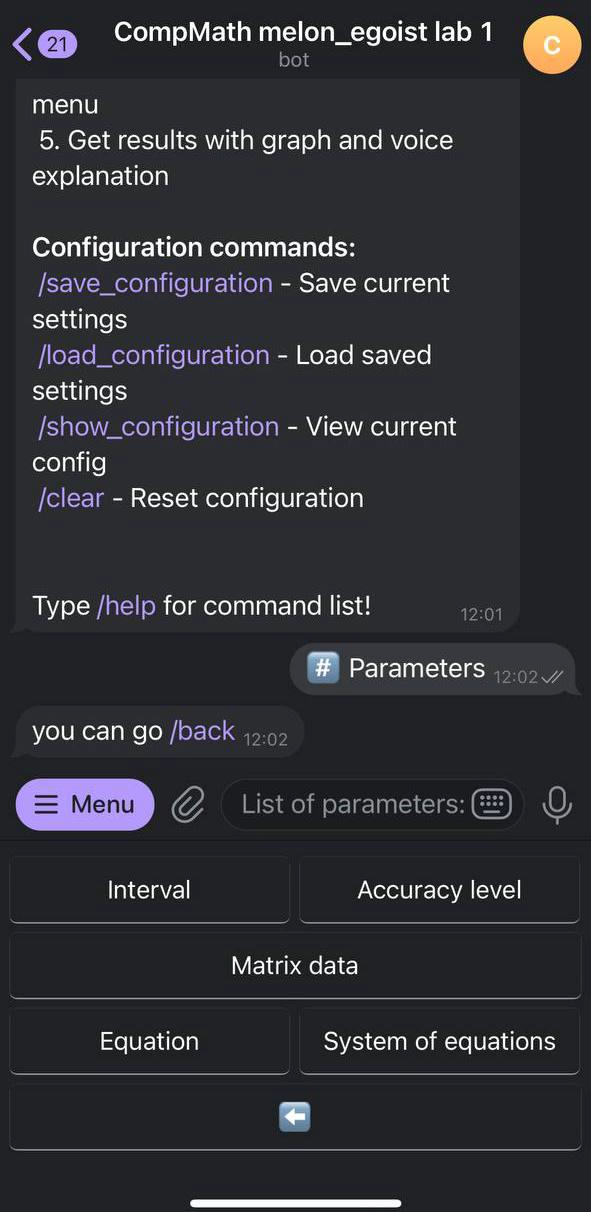 21
CompMath melon_egoist lab 1
C
bot
menu
5. Get results with graph and voice
explanation
Configuration commands:
/save_configuration - Save current
settings
/load_configuration - Load saved
settings
/show_configuration - View current
config
/clear - Reset configuration
Type /help for command list!
12:01
#️⃣ Parameters 12:02
you can go /back 12:02
Menu
List of parameters:
Interval
Accuracy level
Matrix data
Equation
System of equations